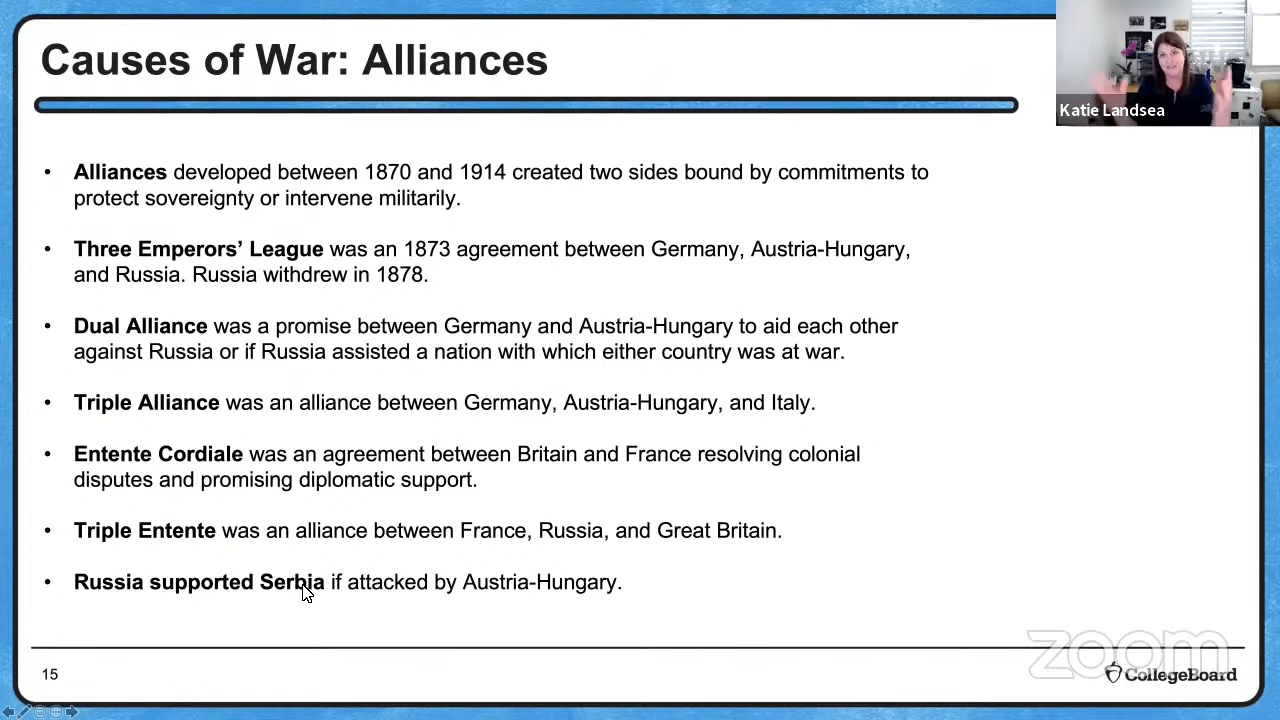 Causes of War: Alliances
Katie Landsea
• Alliances developed between 1870 and 1914 created two sides bound by commitments to
protect sovereignty or intervene militarily.
• Three Emperors’ League was an 1873 agreement between Germany, Austria-Hungary,
and Russia. Russia withdrew in 1878.
• Dual Alliance was a promise between Germany and Austria-Hungary to aid each other
against Russia or if Russia assisted a nation with which either country was at war.
• Triple Alliance was an alliance between Germany, Austria-Hungary, and Italy.
• Entente Cordiale was an agreement between Britain and France resolving colonial
disputes and promising diplomatic support.
• Triple Entente was an alliance between France, Russia, and Great Britain.
• Russia supported Serbia if attacked by Austria-Hungary.
zoom
15
CollegeBoard